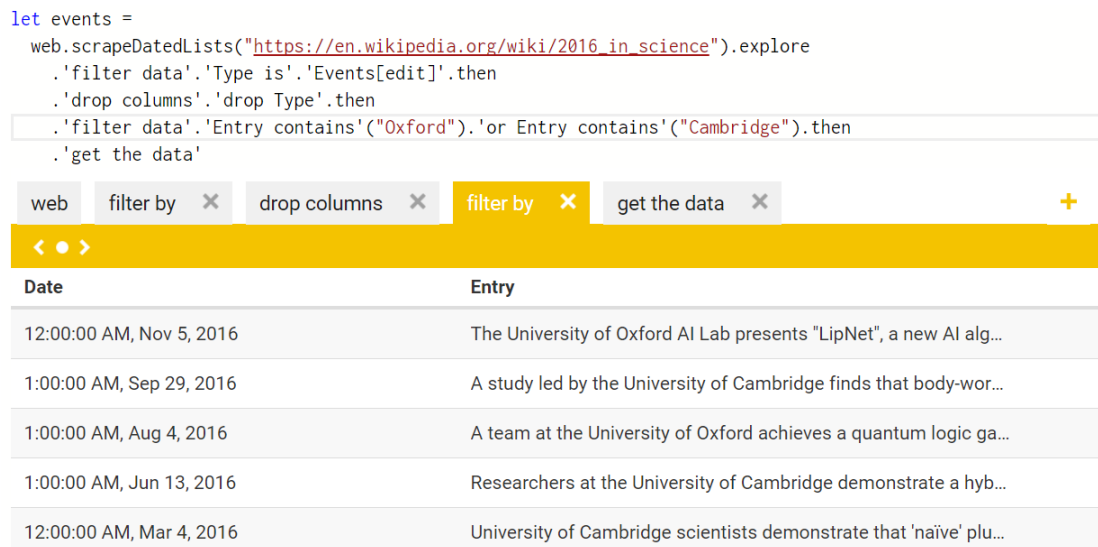 let events =
web.scrapeDatedLists("https://en.wikipedia.org/wiki/2016_in_science").explore
.'filter data'.'Type is'.'Events[edit]'.then
.'drop columns'.'drop Type'.then
.'filter data'.'Entry contains'("Oxford").'or Entry contains'("Cambridge").then
.'get the data'
web filter by × drop columns × filter by × get the data × +
Date Entry
12:00:00 AM, Nov 5, 2016 The University of Oxford AI Lab presents "LipNet", a new AI alg...
1:00:00 AM, Sep 29, 2016 A study led by the University of Cambridge finds that body-wor...
1:00:00 AM, Aug 4, 2016 A team at the University of Oxford achieves a quantum logic ga...
1:00:00 AM, Jun 13, 2016 Researchers at the University of Cambridge demonstrate a hyb...
12:00:00 AM, Mar 4, 2016 University of Cambridge scientists demonstrate that 'naïve' plu...